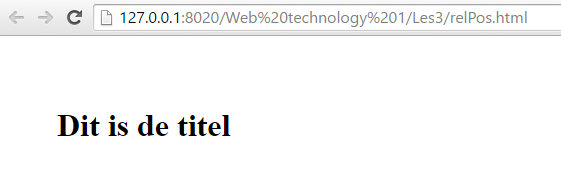 127.0.0.1:8020/Web%20technology%201/Les3/relPos.html
Dit is de titel